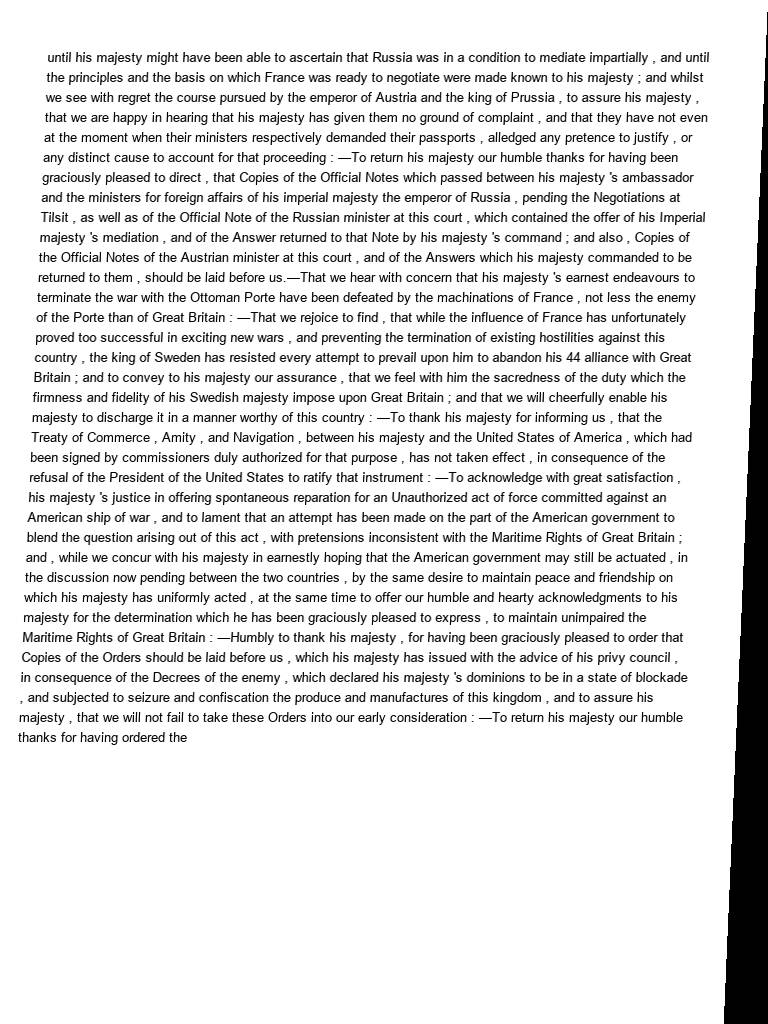 until his majesty might have been able to ascertain that Russia was in a condition to mediate impartially , and until
the principles and the basis on which France was ready to negotiate were made known to his majesty ; and whilst
we see with regret the course pursued by the emperor of Austria and the king of Prussia , to assure his majesty ,
that we are happy in hearing that his majesty has given them no ground of complaint , and that they have not even
at the moment when their ministers respectively demanded their passports , alledged any pretence to justify , or
any distinct cause to account for that proceeding : —To return his majesty our humble thanks for having been
graciously pleased to direct , that Copies of the Official Notes which passed between his majesty 's ambassador
and the ministers for foreign affairs of his imperial majesty the emperor of Russia , pending the Negotiations at
Tilsit , as well as of the Official Note of the Russian minister at this court , which contained the offer of his Imperial
majesty 's mediation , and of the Answer returned to that Note by his majesty 's command ; and also , Copies of
the Official Notes of the Austrian minister at this court , and of the Answers which his majesty commanded to be
returned to them , should be laid before us.—That we hear with concern that his majesty 's earnest endeavours to
terminate the war with the Ottoman Porte have been defeated by the machinations of France , not less the enemy
of the Porte than of Great Britain : —That we rejoice to find , that while the influence of France has unfortunately
proved too successful in exciting new wars , and preventing the termination of existing hostilities against this
country , the king of Sweden has resisted every attempt to prevail upon him to abandon his 44 alliance with Great
Britain ; and to convey to his majesty our assurance , that we feel with him the sacredness of the duty which the
firmness and fidelity of his Swedish majesty impose upon Great Britain ; and that we will cheerfully enable his
majesty to discharge it in a manner worthy of this country : —To thank his majesty for informing us , that the
Treaty of Commerce , Amity , and Navigation , between his majesty and the United States of America , which had
been signed by commissioners duly authorized for that purpose , has not taken effect , in consequence of the
refusal of the President of the United States to ratify that instrument : —To acknowledge with great satisfaction ,
his majesty 's justice in offering spontaneous reparation for an Unauthorized act of force committed against an
American ship of war , and to lament that an attempt has been made on the part of the American government to
blend the question arising out of this act , with pretensions inconsistent with the Maritime Rights of Great Britain ;
and , while we concur with his majesty in earnestly hoping that the American government may still be actuated , in
the discussion now pending between the two countries , by the same desire to maintain peace and friendship on
which his majesty has uniformly acted , at the same time to offer our humble and hearty acknowledgments to his
majesty for the determination which he has been graciously pleased to express , to maintain unimpaired the
Maritime Rights of Great Britain : —Humbly to thank his majesty , for having been graciously pleased to order that
Copies of the Orders should be laid before us , which his majesty has issued with the advice of his privy council ,
in consequence of the Decrees of the enemy , which declared his majesty 's dominions to be in a state of blockade
, and subjected to seizure and confiscation the produce and manufactures of this kingdom , and to assure his
majesty , that we will not fail to take these Orders into our early consideration : —To return his majesty our humble
thanks for having ordered the